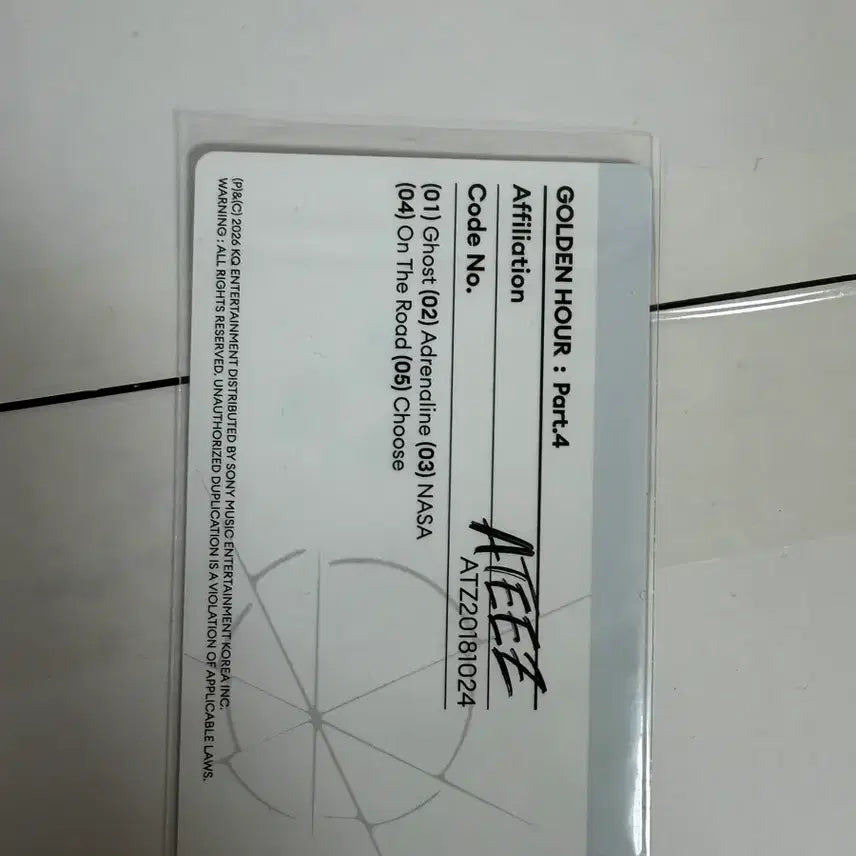 GOLDEN HOUR : Part.4
Affiliation ATEEZ
Code No. ATZ20181024
(01) Ghost (02) Adrenaline (03) NASA
(04) On The Road (05) Choose
(P)&(C) 2026 KQ ENTERTAINMENT DISTRIBUTED BY SONY MUSIC ENTERTAINMENT KOREA INC.
WARNING : ALL RIGHTS RESERVED. UNAUTHORIZED DUPLICATION IS A VIOLATION OF APPLICABLE LAWS.